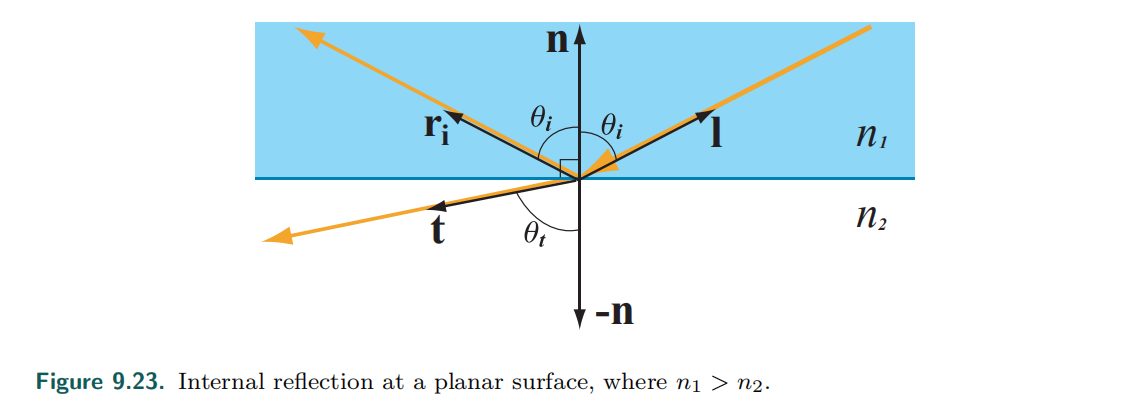 n
θi θi
ri l n1
n2
t
θt
-n
Figure 9.23. Internal reflection at a planar surface, where n1 > n2.